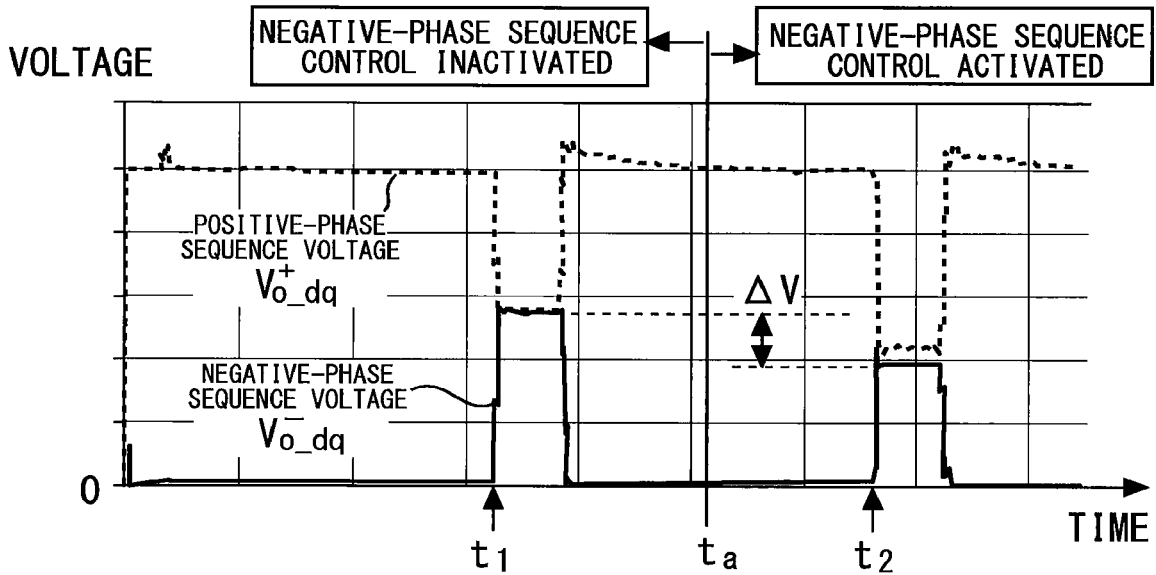 NEGATIVE-PHASE SEQUENCE
CONTROL INACTIVATED
NEGATIVE-PHASE SEQUENCE
CONTROL ACTIVATED
VOLTAGE
POSITIVE-PHASE
SEQUENCE VOLTAGE
V⁺o_dq
ΔV
NEGATIVE-PHASE
SEQUENCE VOLTAGE
V⁻o_dq
0
TIME
t1
ta
t2